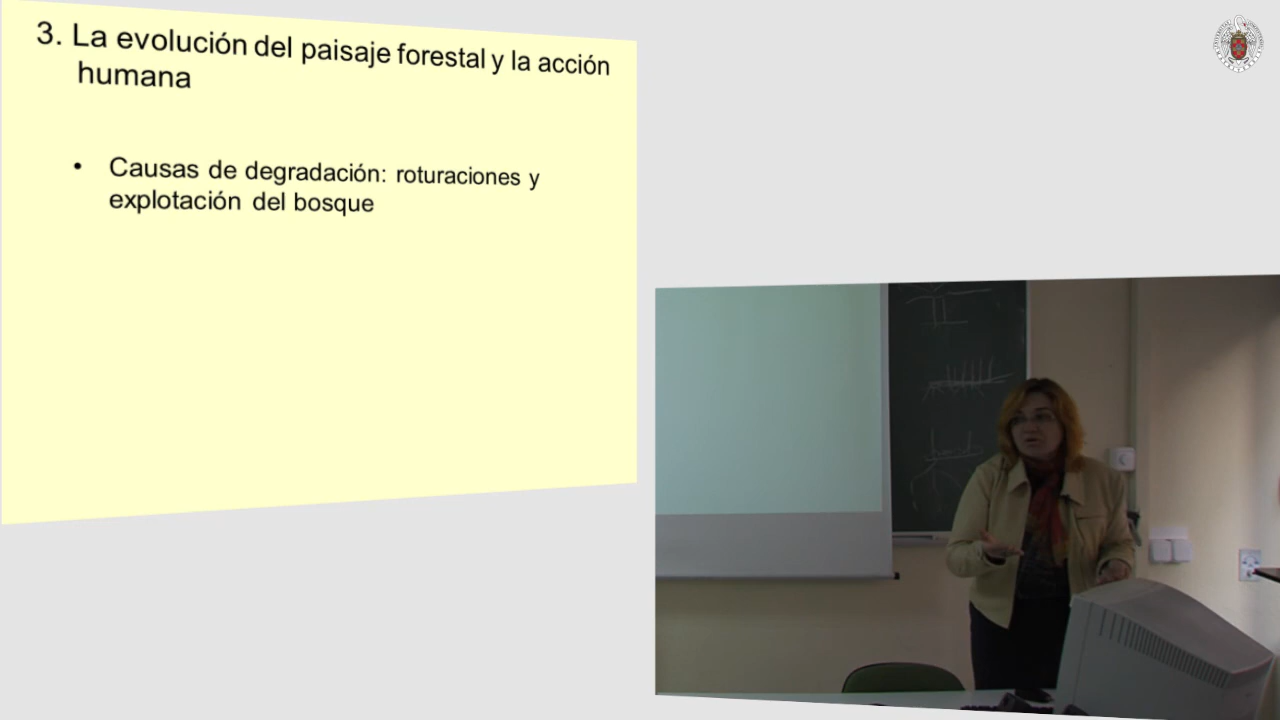 3. La evolución del paisaje forestal y la acción
humana
• Causas de degradación: roturaciones y
explotación del bosque